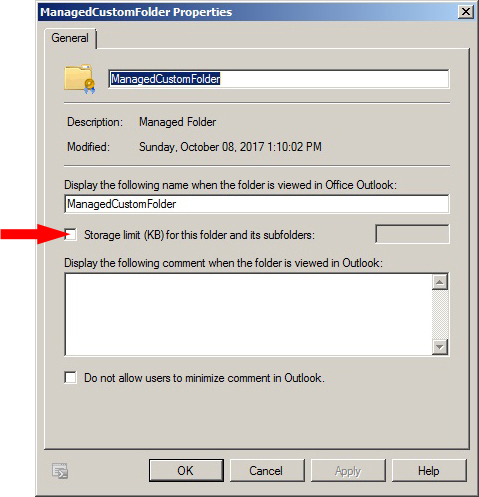 ManagedCustomFolder Properties
General
ManagedCustomFolder
Description: Managed Folder
Modified: Sunday, October 08, 2017 1:10:02 PM
Display the following name when the folder is viewed in Office Outlook:
ManagedCustomFolder
Storage limit (KB) for this folder and its subfolders:
Display the following comment when the folder is viewed in Outlook:
Do not allow users to minimize comment in Outlook.
OK Cancel Apply Help